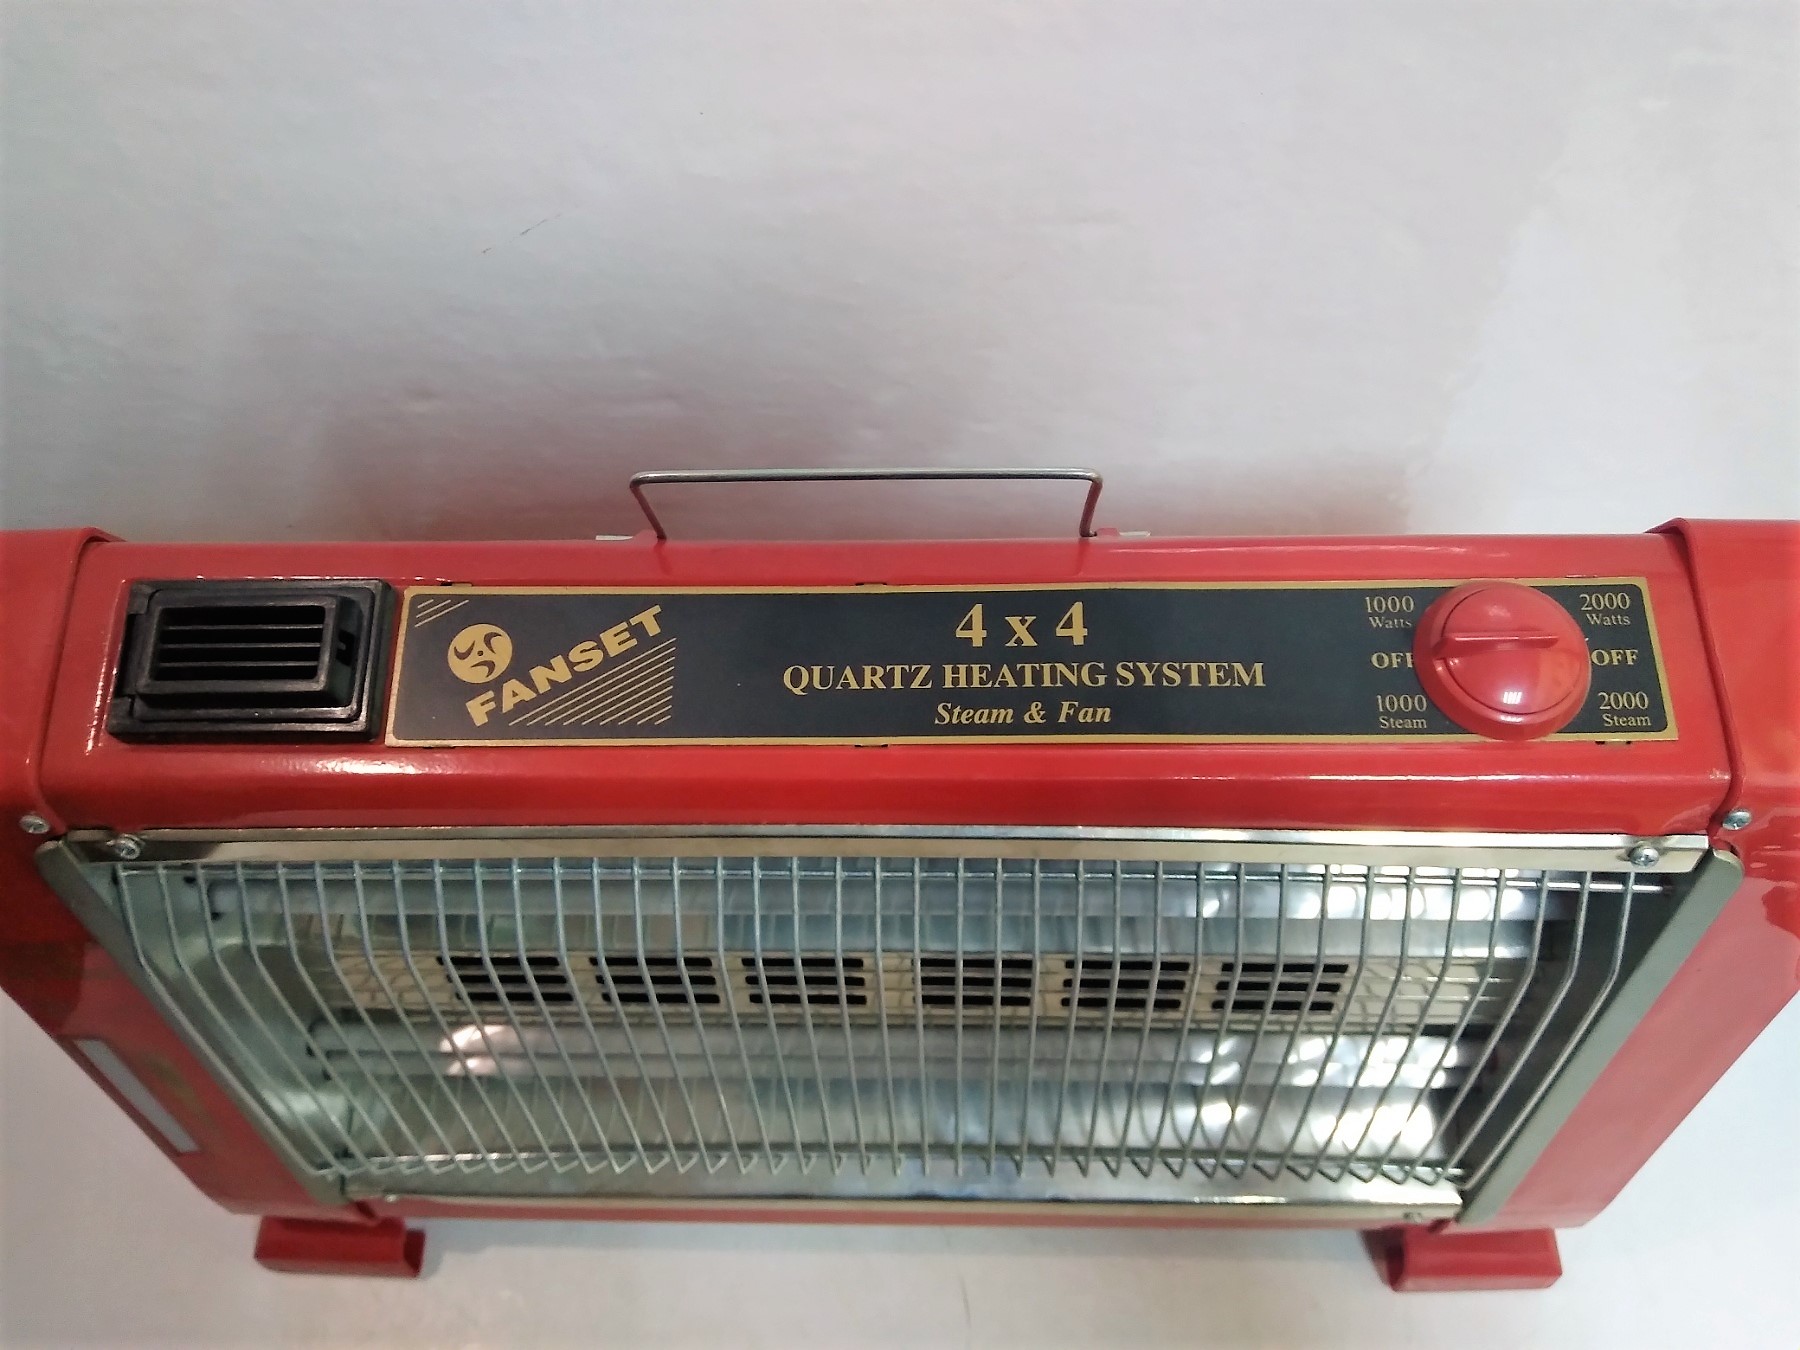 FANSET
4 x 4
QUARTZ HEATING SYSTEM
Steam & Fan
1000
Watts
2000
Watts
OFF
OFF
1000
Steam
2000
Steam